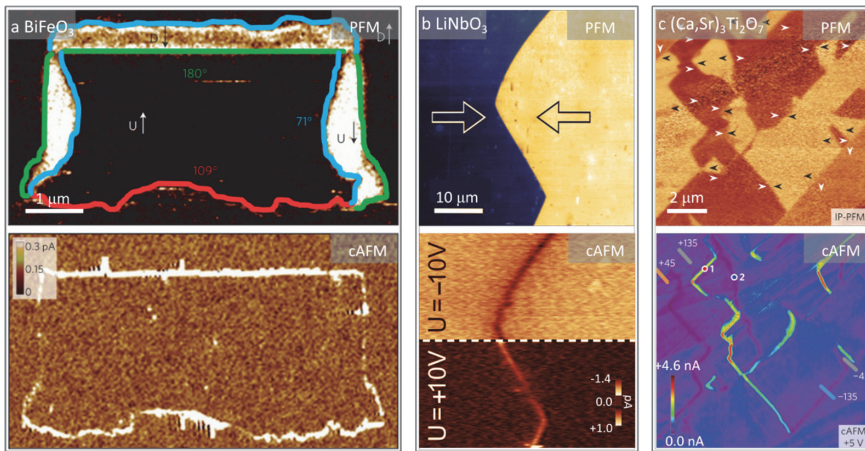 a BiFeO₃
PFM
D
D
180°
U
71°
U
109°
1 µm
0.3 pA
0.15
0
cAFM
b LiNbO₃
PFM
10 µm
cAFM
U = −10V
U = +10V
-1.4
0.0
+1.0
pA
c (Ca,Sr)₃Ti₂O₇
PFM
2 µm
IP-PFM
cAFM
+135
+45
1
2
-4
-135
+4.6 nA
0.0 nA
cAFM
+5 V